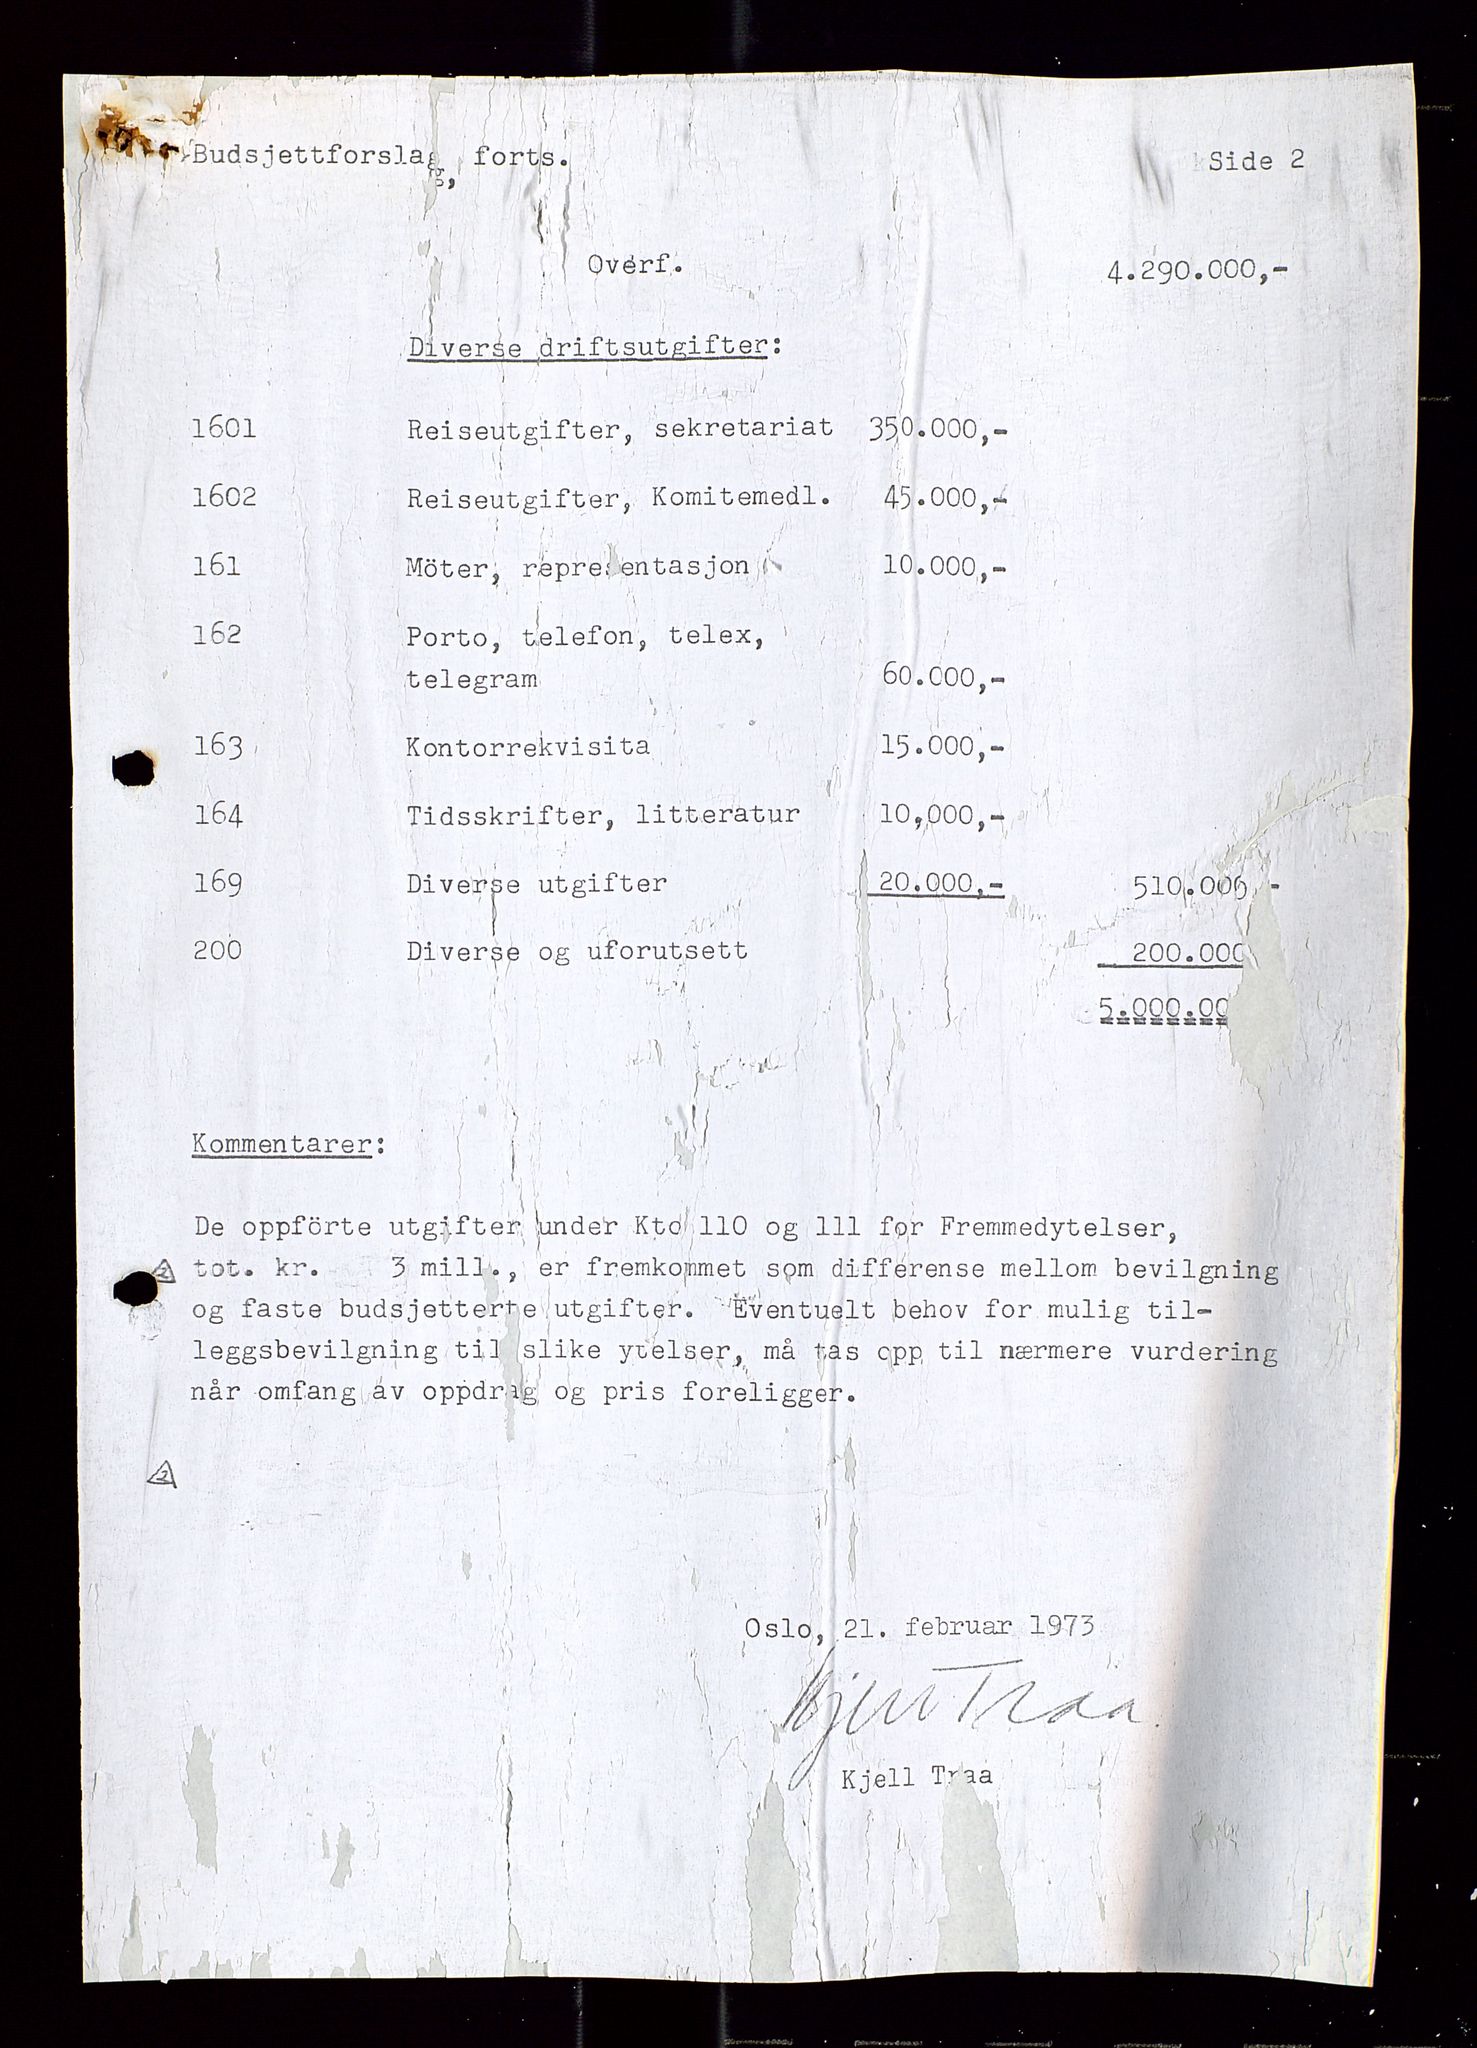 Budsjettforslag, forts. Side 2
Overf. 4.290.000,-
Diverse driftsutgifter:
1601 Reiseutgifter, sekretariat 350.000,-
1602 Reiseutgifter, Komitemedl. 45.000,-
161 Möter, representasjon 10.000,-
162 Porto, telefon, telex,
telegram 60.000,-
163 Kontorrekvisita 15.000,-
164 Tidsskrifter, litteratur 10,000,-
169 Diverse utgifter 20.000,- 510.000,-
200 Diverse og uforutsett 200.000
5.000.00
Kommentarer:
De oppförte utgifter under Kto 110 og 111 for Fremmedytelser,
2 tot. kr. 3 mill., er fremkommet som differense mellom bevilgning
og faste budsjetterte utgifter. Eventuelt behov for mulig til-
leggsbevilgning til slike ytelser, må tas opp til nærmere vurdering
når omfang av oppdrag og pris foreligger.
2
Oslo, 21. februar 1973
Kjell Traa
Kjell Traa